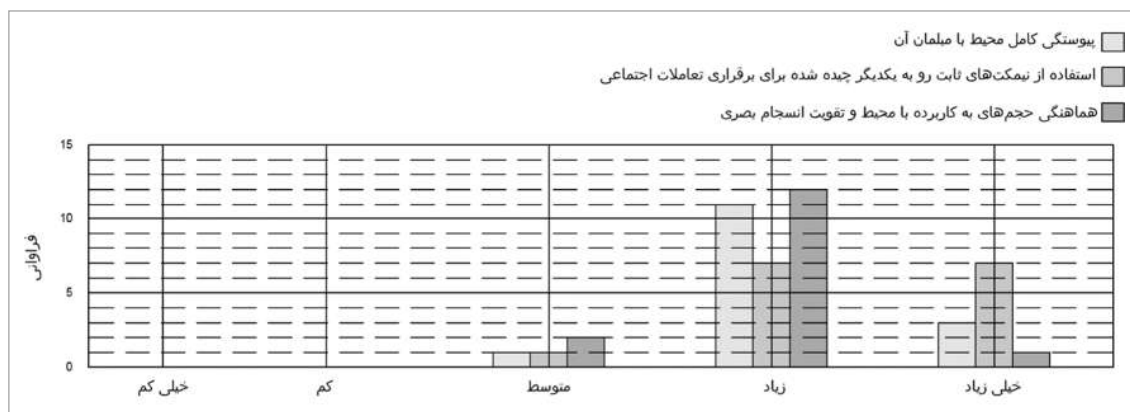 پیوستگی کامل محیط با مبلمان آن
استفاده از نیمکت‌های ثابت رو به یکدیگر چیده شده برای برقراری تعاملات اجتماعی
هماهنگی حجم‌های به کاربرده با محیط و تقویت انسجام بصری
15
10
5
0
فراوانی
خیلی کم
کم
متوسط
زیاد
خیلی زیاد